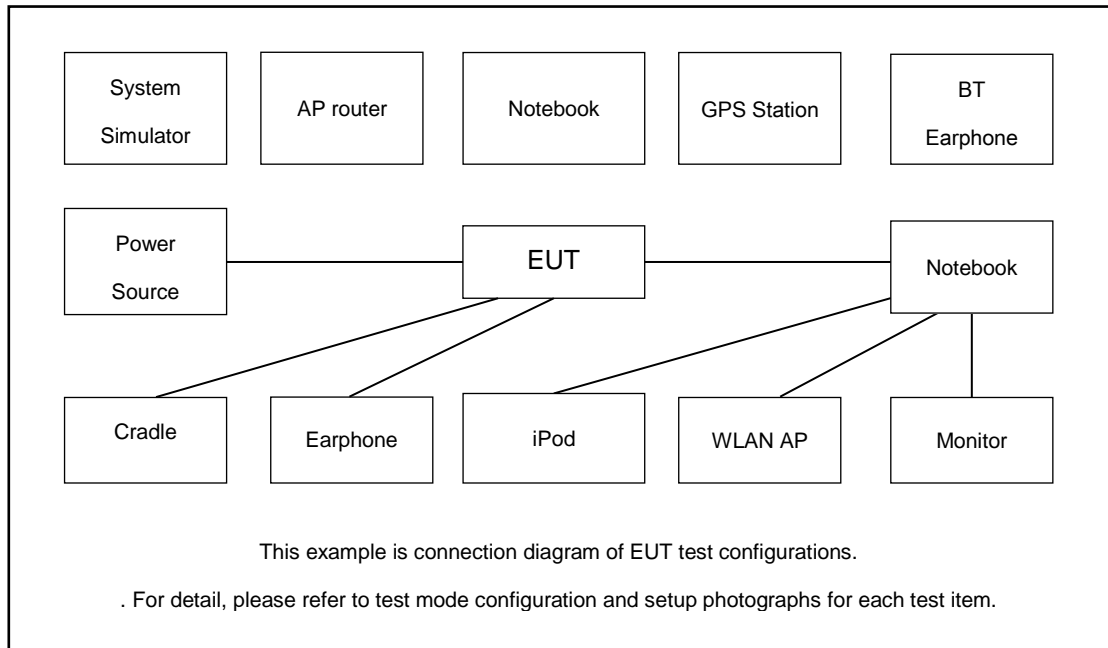 System
Simulator
AP router
Notebook
GPS Station
BT
Earphone
Power
Source
EUT
Notebook
Cradle
Earphone
iPod
WLAN AP
Monitor
This example is connection diagram of EUT test configurations.
. For detail, please refer to test mode configuration and setup photographs for each test item.